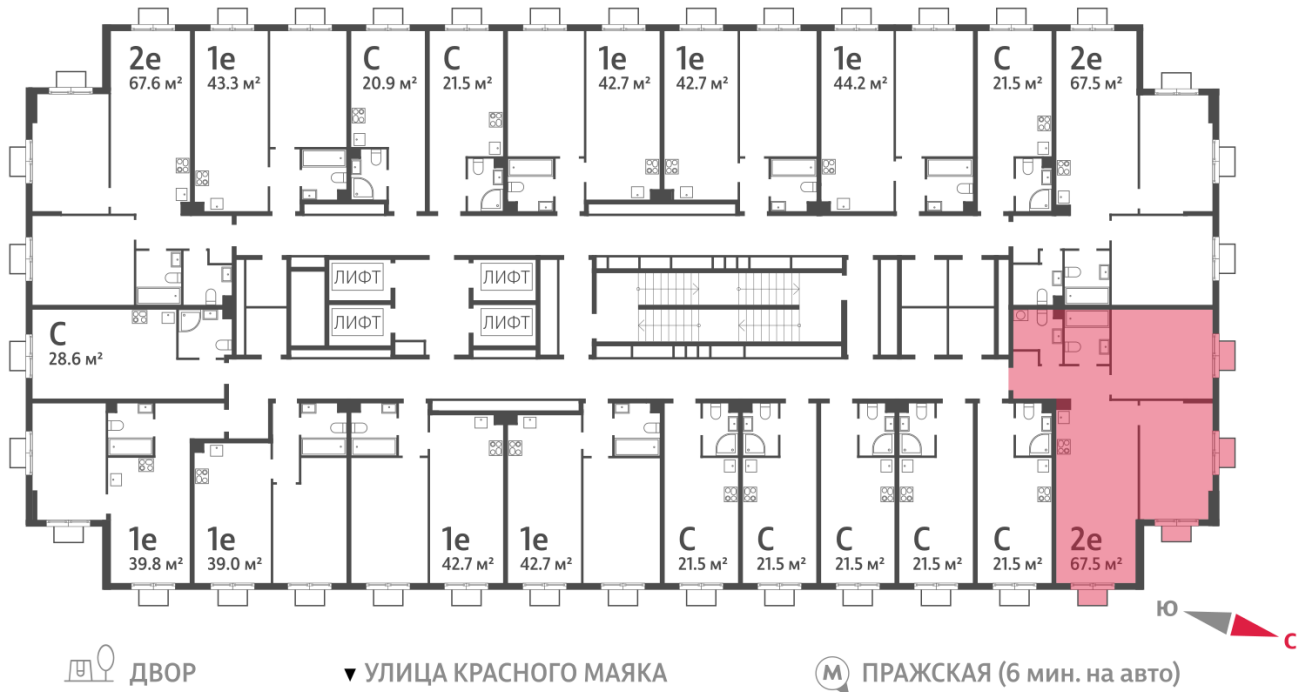 2е
67.6 м²
1е
43.3 м²
С
20.9 м²
С
21.5 м²
1е
42.7 м²
1е
42.7 м²
1е
44.2 м²
С
21.5 м²
2е
67.5 м²
ЛИФТ
ЛИФТ
ЛИФТ
ЛИФТ
С
28.6 м²
1е
39.8 м²
1е
39.0 м²
1е
42.7 м²
1е
42.7 м²
С
21.5 м²
С
21.5 м²
С
21.5 м²
С
21.5 м²
С
21.5 м²
2е
67.5 м²
Ю
С
ДВОР
УЛИЦА КРАСНОГО МАЯКА
М
ПРАЖСКАЯ (6 мин. на авто)